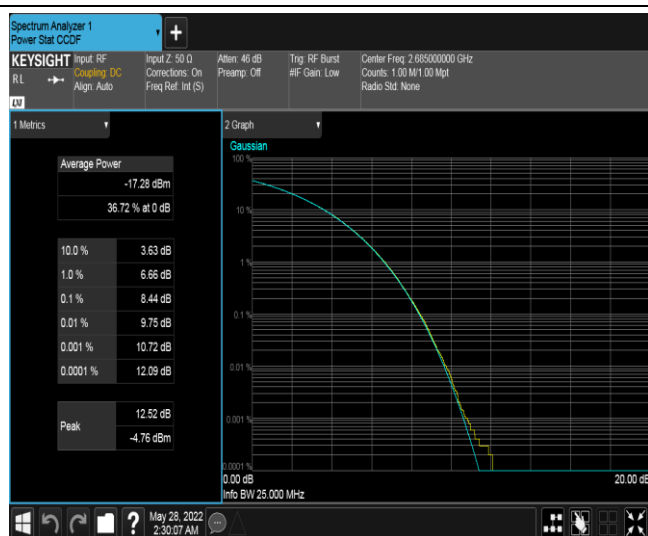 Spectrum Analyzer 1
Power Stat CCDF
+
KEYSIGHT
RL
LXI
Input: RF
Coupling: DC
Align: Auto
Input Z: 50 Ω
Corrections: On
Freq Ref: Int (S)
Atten: 46 dB
Preamp: Off
Trig: RF Burst
#IF Gain: Low
Center Freq: 2.685000000 GHz
Counts: 1.00 M/1.00 Mpt
Radio Std: None
1 Metrics
Average Power
-17.28 dBm
36.72 % at 0 dB
10.0 % 3.63 dB
1.0 % 6.66 dB
0.1 % 8.44 dB
0.01 % 9.75 dB
0.001 % 10.72 dB
0.0001 % 12.09 dB
Peak
12.52 dB
-4.76 dBm
2 Graph
Gaussian
100 %
10 %
1 %
0.1 %
0.01 %
0.001 %
0.0001 %
0.00 dB
20.00 dB
Info BW 25.000 MHz
?
May 28, 2022
2:30:07 AM